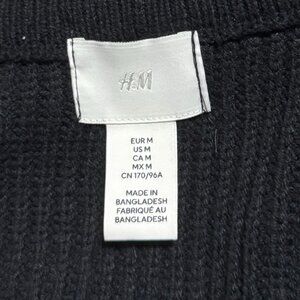 H&M
EUR M
US M
CA M
MX M
CN 170/96A
MADE IN
BANGLADESH
FABRIQUÉ AU
BANGLADESH